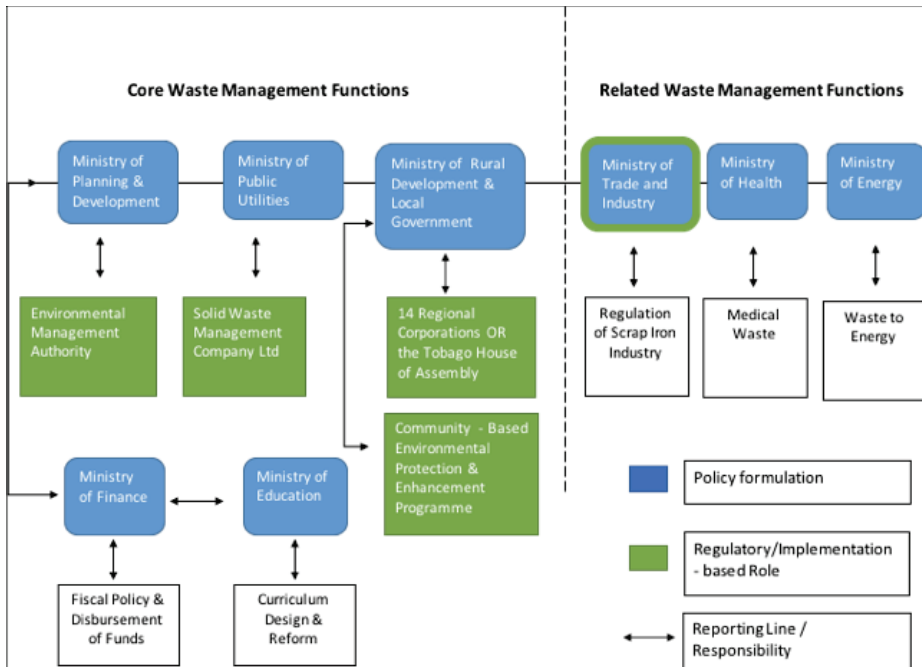 Core Waste Management Functions
Related Waste Management Functions
Ministry of
Planning &
Development
Ministry of
Public
Utilities
Ministry of Rural
Development &
Local
Government
Ministry of
Trade and
Industry
Ministry
of Health
Ministry
of Energy
Environmental
Management
Authority
Solid Waste
Management
Company Ltd
14 Regional
Corporations OR
the Tobago House
of Assembly
Regulation
of Scrap Iron
Industry
Medical
Waste
Waste to
Energy
Community - Based
Environmental
Protection &
Enhancement
Programme
Ministry
of Finance
Ministry of
Education
Fiscal Policy &
Disbursement
of Funds
Curriculum
Design &
Reform
Policy formulation
Regulatory/Implementation
- based Role
Reporting Line /
Responsibility